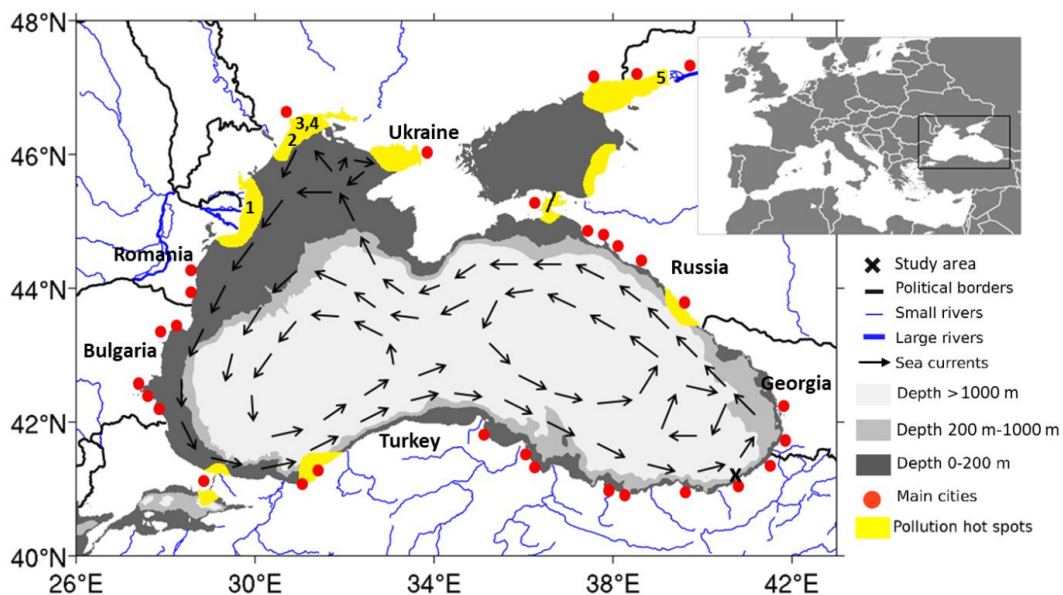 48°N
46°N
44°N
42°N
40°N
26°E
30°E
34°E
38°E
42°E
3,4
2
5
1
Ukraine
Romania
Russia
Bulgaria
Georgia
Turkey
x
Study area
Political borders
Small rivers
Large rivers
Sea currents
Depth >1000 m
Depth 200 m-1000 m
Depth 0-200 m
Main cities
Pollution hot spots